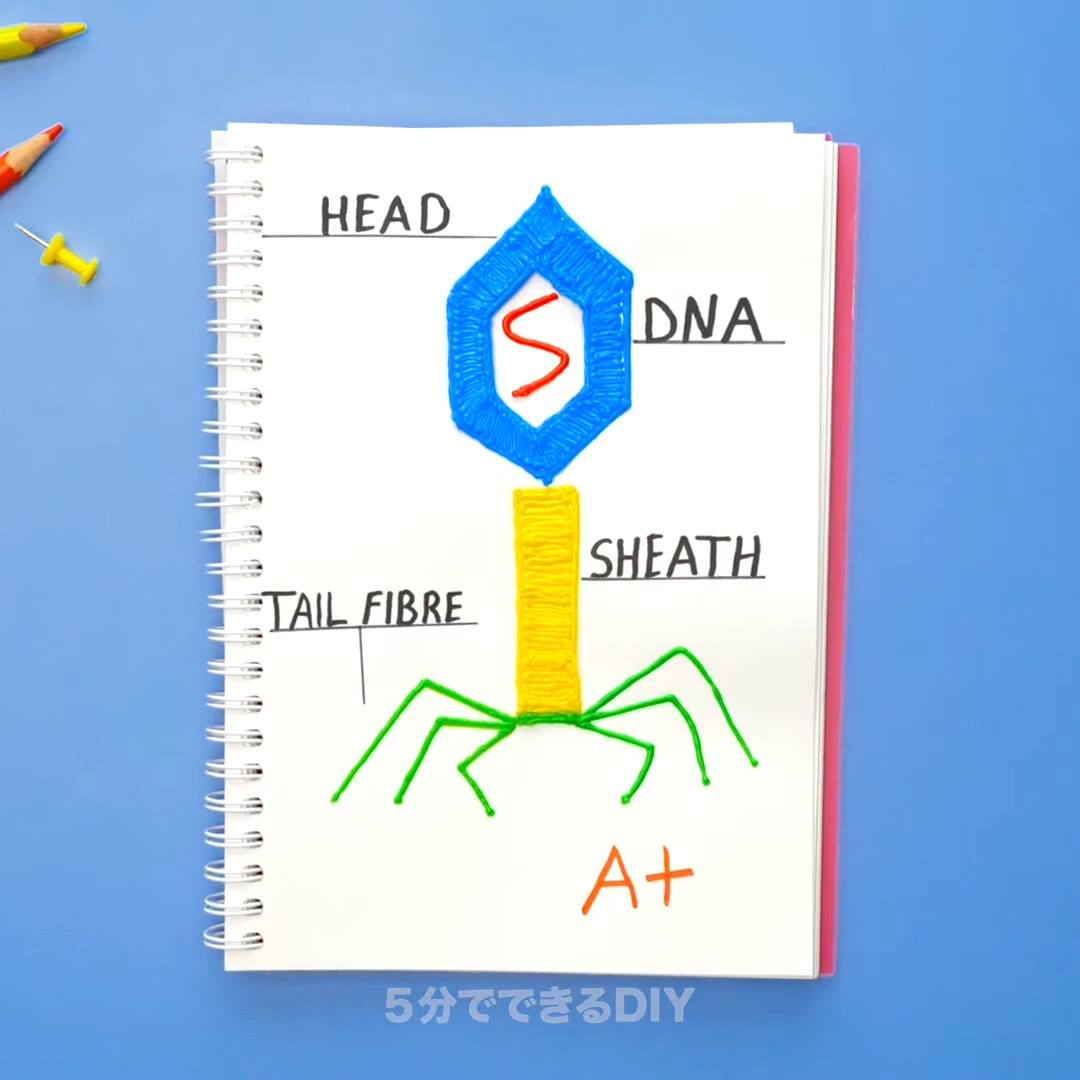 HEAD
DNA
SHEATH
TAIL FIBRE
A+
5分でできるDIY